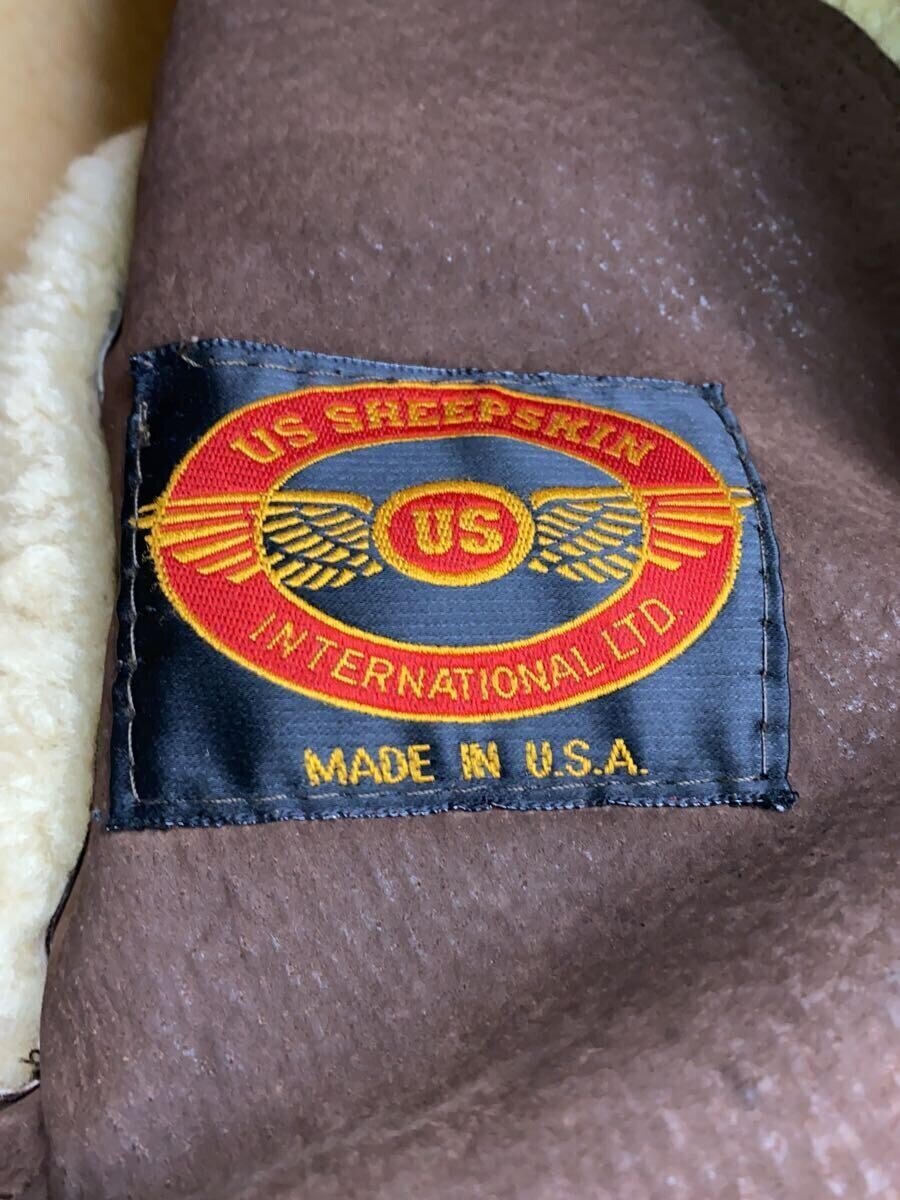 US SHEEPSKIN
US
INTERNATIONAL LTD.
MADE IN U.S.A.